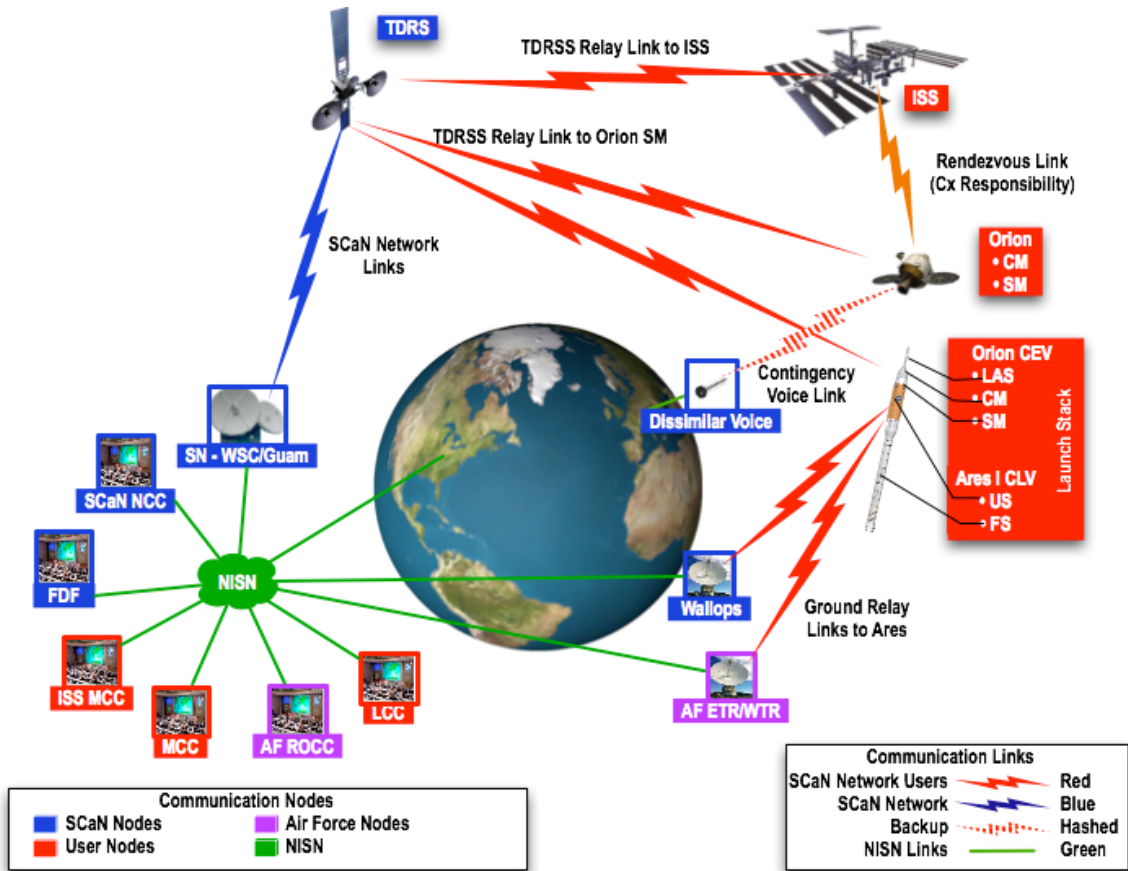 TDRS
TDRSS Relay Link to ISS
ISS
TDRSS Relay Link to Orion SM
Rendezvous Link
(Cx Responsibility)
SCaN Network
Links
Orion
• CM
• SM
Contingency
Voice Link
Dissimilar Voice
Orion CEV
• LAS
• CM
• SM
Ares I CLV
• US
• FS
Launch Stack
SN - WSC/Guam
SCaN NCC
FDF
NISN
Wallops
Ground Relay
Links to Ares
ISS MCC
MCC
AF ROCC
LCC
AF ETR/WTR
Communication Nodes
SCaN Nodes
Air Force Nodes
User Nodes
NISN
Communication Links
SCaN Network Users
Red
SCaN Network
Blue
Backup
Hashed
NISN Links
Green